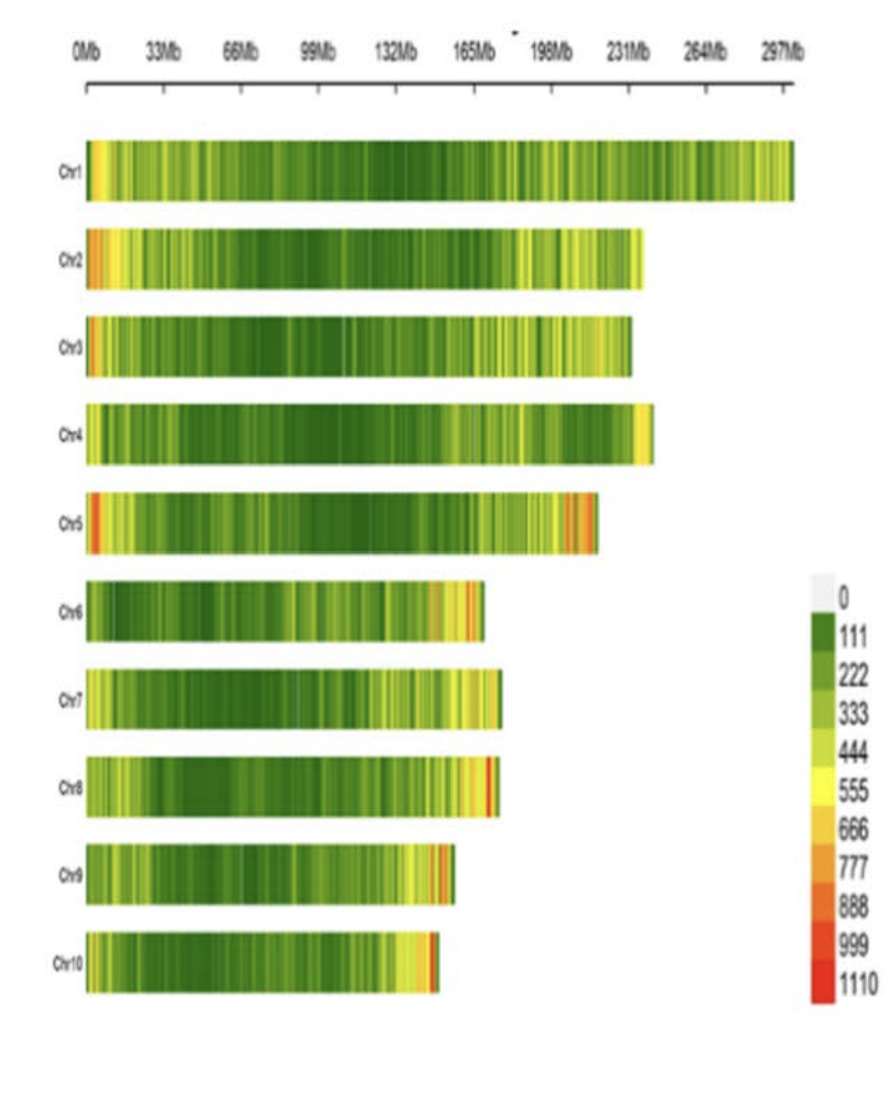 0Mb 33Mb 66Mb 99Mb 132Mb 165Mb 198Mb 231Mb 264Mb 297Mb
Chr1
Chr2
Chr3
Chr4
Chr5
Chr6
Chr7
Chr8
Chr9
Chr10
0
111
222
333
444
555
666
777
888
999
1110